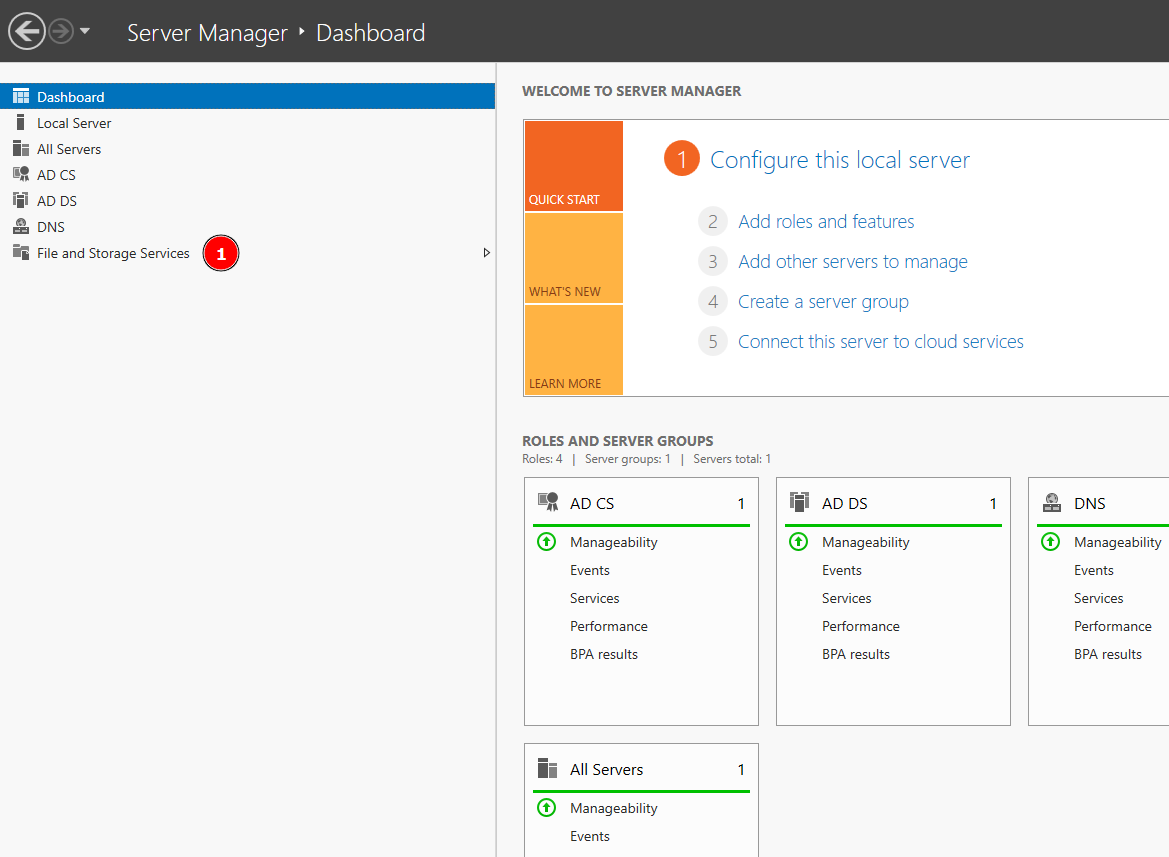 Server Manager ‣ Dashboard
Dashboard
Local Server
All Servers
AD CS
AD DS
DNS
File and Storage Services 1
WELCOME TO SERVER MANAGER
QUICK START
WHAT'S NEW
LEARN MORE
1 Configure this local server
2 Add roles and features
3 Add other servers to manage
4 Create a server group
5 Connect this server to cloud services
ROLES AND SERVER GROUPS
Roles: 4 | Server groups: 1 | Servers total: 1
AD CS 1
Manageability
Events
Services
Performance
BPA results
AD DS 1
Manageability
Events
Services
Performance
BPA results
DNS
Manageability
Events
Services
Performance
BPA results
All Servers 1
Manageability
Events